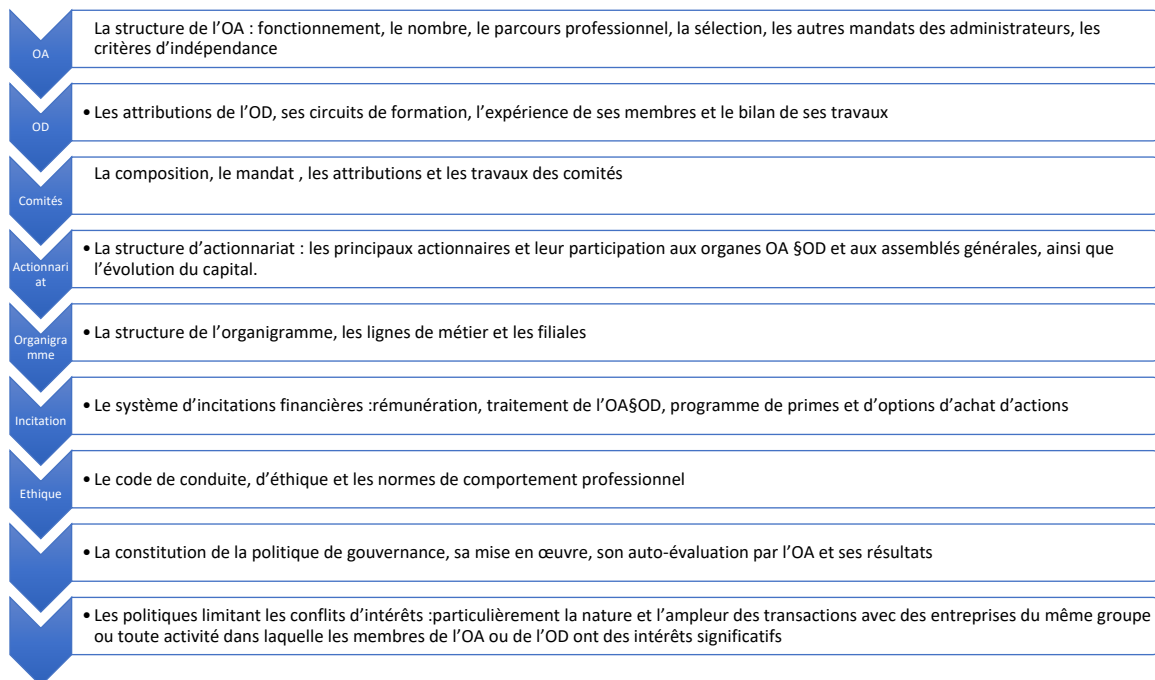 La structure de l’OA : fonctionnement, le nombre, le parcours professionnel, la sélection, les autres mandats des administrateurs, les
critères d’indépendance
OA
• Les attributions de l’OD, ses circuits de formation, l’expérience de ses membres et le bilan de ses travaux
OD
La composition, le mandat , les attributions et les travaux des comités
Comités
• La structure d’actionnariat : les principaux actionnaires et leur participation aux organes OA §OD et aux assemblés générales, ainsi que
l’évolution du capital.
Actionnari
at
• La structure de l’organigramme, les lignes de métier et les filiales
Organigra
mme
• Le système d’incitations financières :rémunération, traitement de l’OA§OD, programme de primes et d’options d’achat d’actions
Incitation
• Le code de conduite, d’éthique et les normes de comportement professionnel
Ethique
• La constitution de la politique de gouvernance, sa mise en œuvre, son auto-évaluation par l’OA et ses résultats
• Les politiques limitant les conflits d’intérêts :particulièrement la nature et l’ampleur des transactions avec des entreprises du même groupe
ou toute activité dans laquelle les membres de l’OA ou de l’OD ont des intérêts significatifs